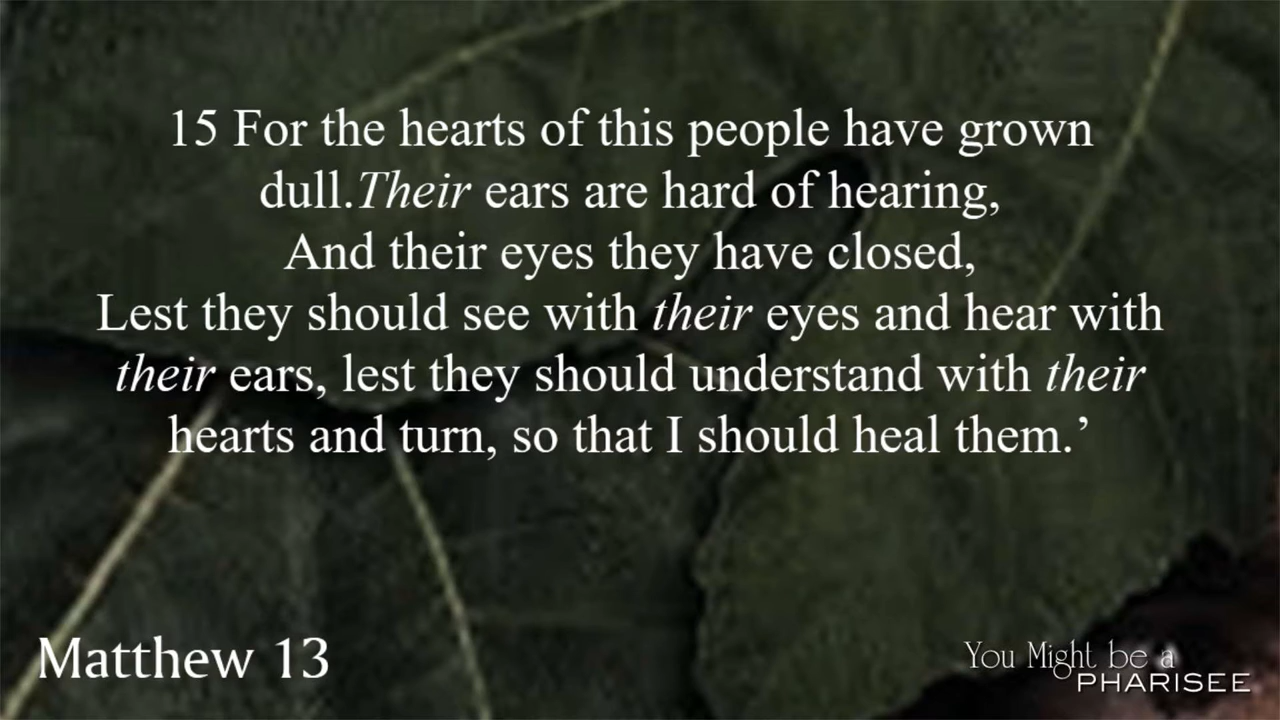 15 For the hearts of this people have grown
dull.Their ears are hard of hearing,
And their eyes they have closed,
Lest they should see with their eyes and hear with
their ears, lest they should understand with their
hearts and turn, so that I should heal them.’
Matthew 13
You Might be a
PHARISEE